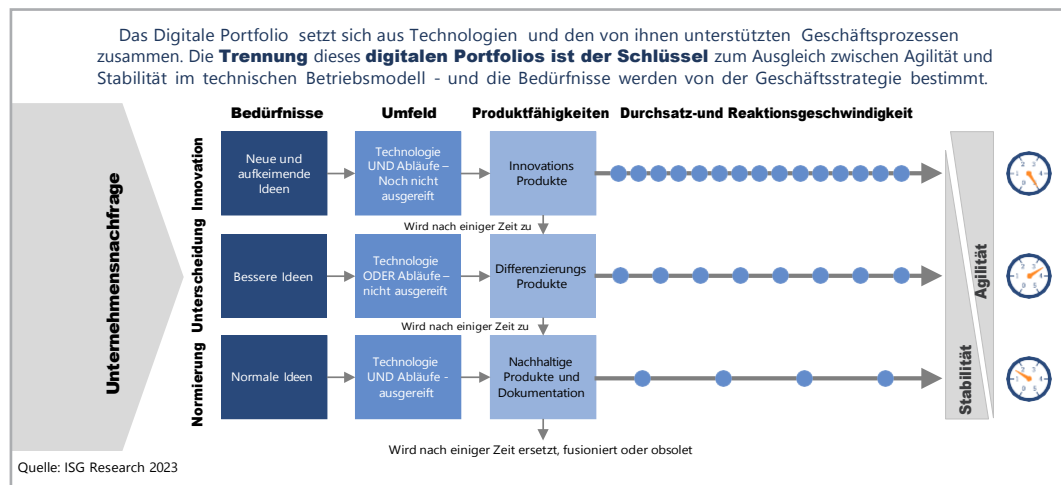 Das Digitale Portfolio setzt sich aus Technologien und den von ihnen unterstützten Geschäftsprozessen
zusammen. Die Trennung dieses digitalen Portfolios ist der Schlüssel zum Ausgleich zwischen Agilität und
Stabilität im technischen Betriebsmodell - und die Bedürfnisse werden von der Geschäftsstrategie bestimmt.
Bedürfnisse
Umfeld
Produktfähigkeiten
Durchsatz-und Reaktionsgeschwindigkeit
Unternehmensnachfrage
Innovation
Neue und
aufkeimende
Ideen
Technologie
UND Abläufe –
Noch nicht
ausgereift
Innovations
Produkte
Wird nach einiger Zeit zu
Unterscheidung
Bessere Ideen
Technologie
ODER Abläufe –
nicht ausgereift
Differenzierungs
Produkte
Wird nach einiger Zeit zu
Normierung
Normale Ideen
Technologie
UND Abläufe -
ausgereift
Nachhaltige
Produkte und
Dokumentation
Wird nach einiger Zeit ersetzt, fusioniert oder obsolet
Agilität
Stabilität
Quelle: ISG Research 2023